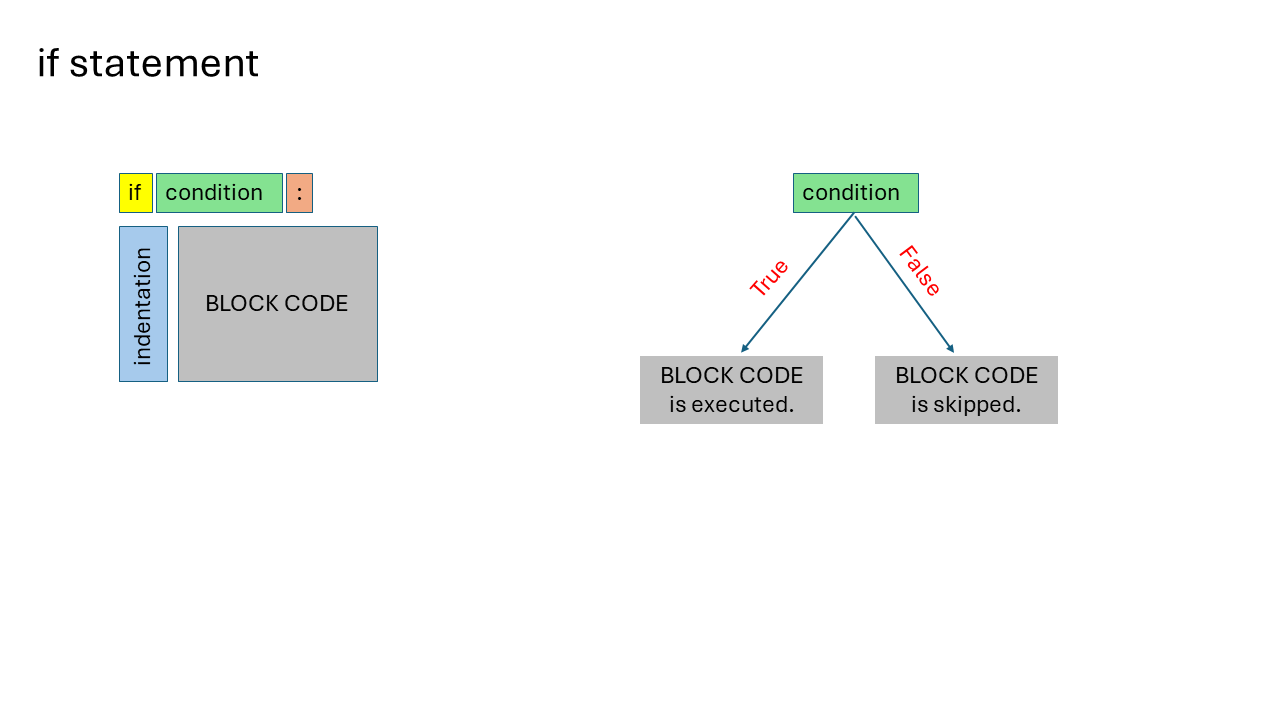 if statement
if condition :
indentation
BLOCK CODE
condition
True
False
BLOCK CODE
is executed.
BLOCK CODE
is skipped.